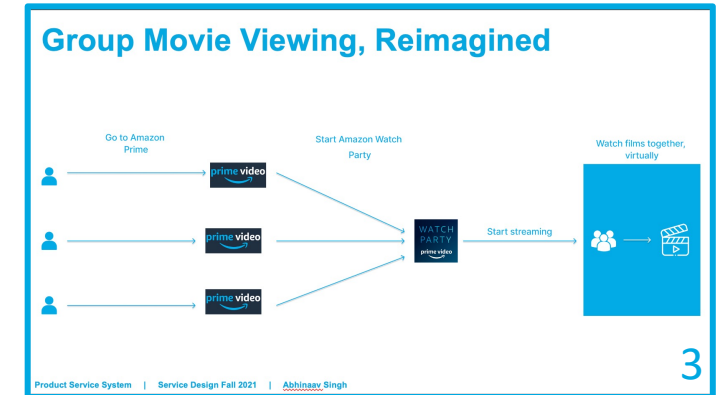 Group Movie Viewing, Reimagined
Go to Amazon
Prime
Start Amazon Watch
Party
Watch films together,
virtually
prime video
prime video
prime video
WATCH
PARTY
prime video
Start streaming
Product Service System | Service Design Fall 2021 | Abhinaav Singh
3